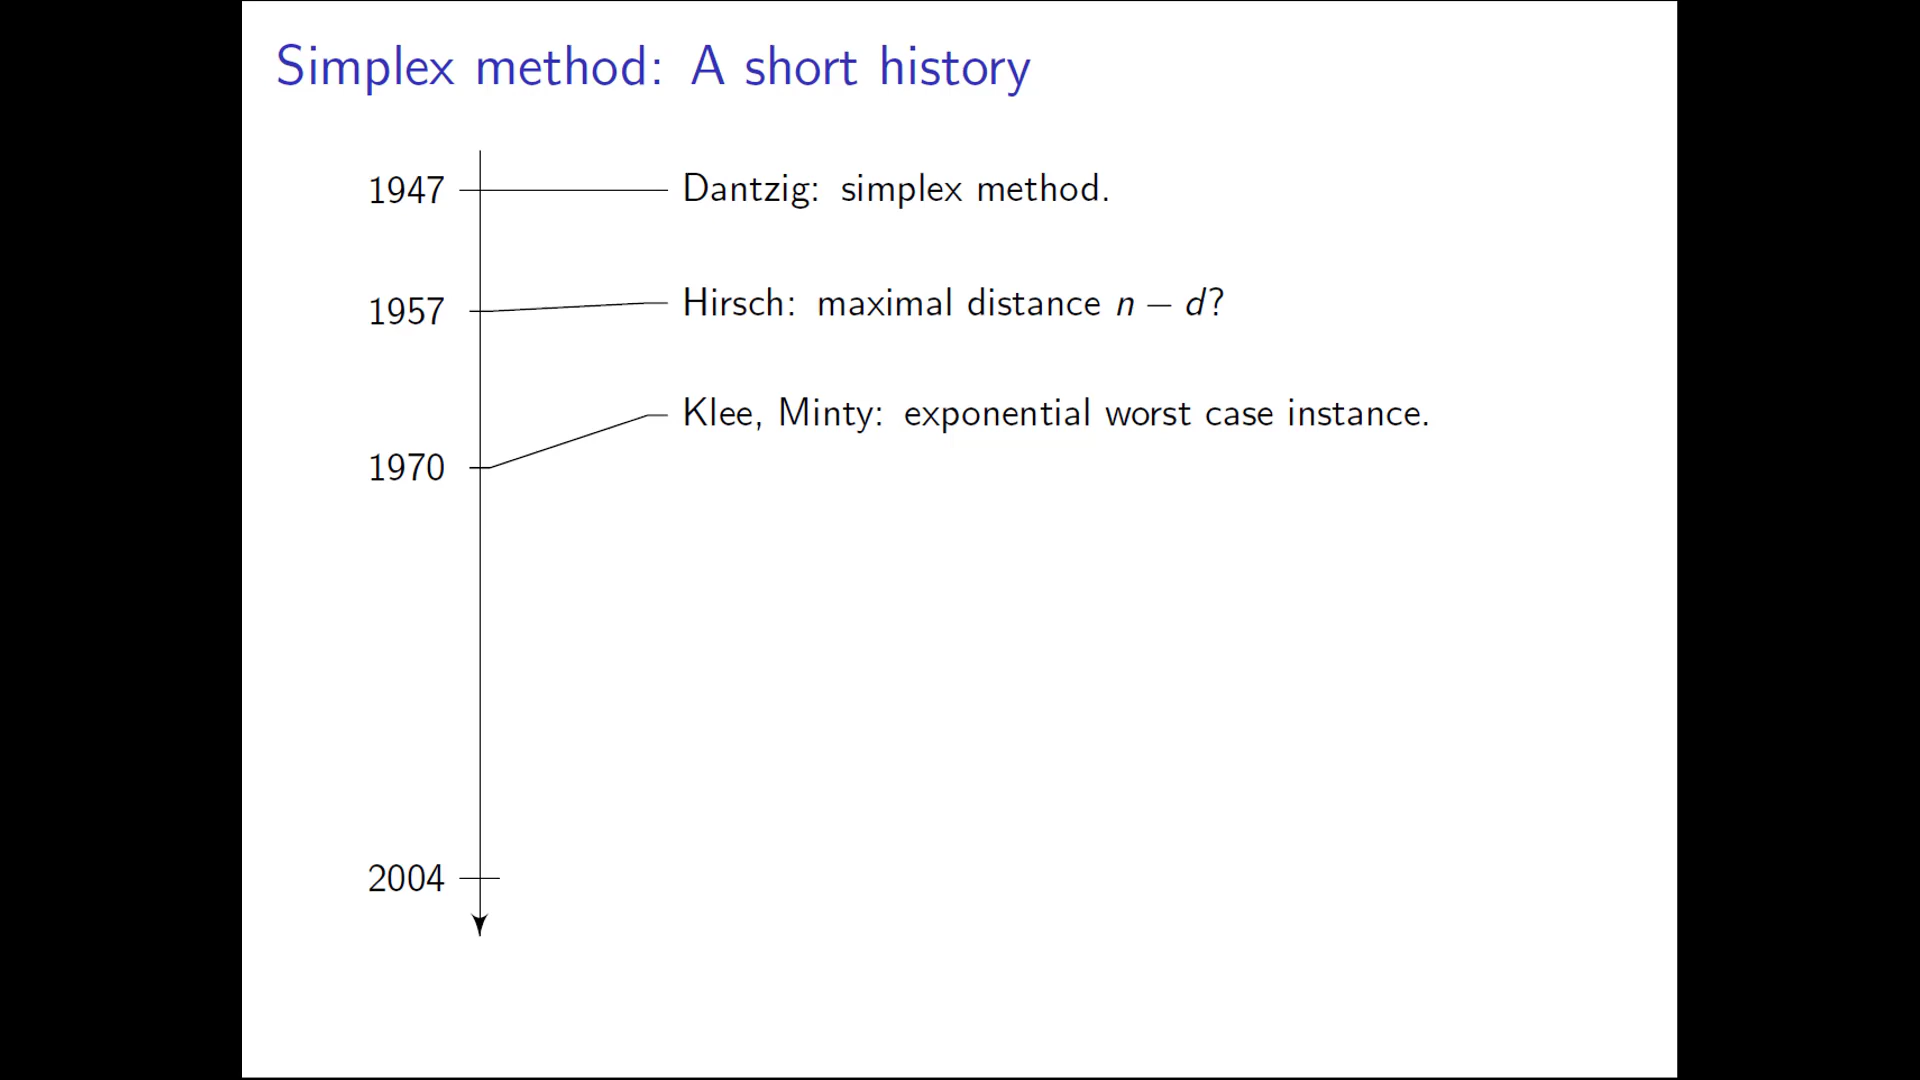 Simplex method: A short history
1947 Dantzig: simplex method.
1957 Hirsch: maximal distance n − d?
Klee, Minty: exponential worst case instance.
1970
2004